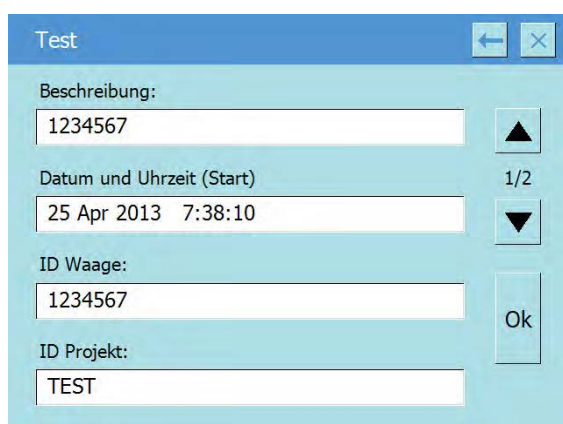 Test
Beschreibung:
1234567
Datum und Uhrzeit (Start)
1/2
25 Apr 2013 7:38:10
ID Waage:
1234567
Ok
ID Projekt:
TEST